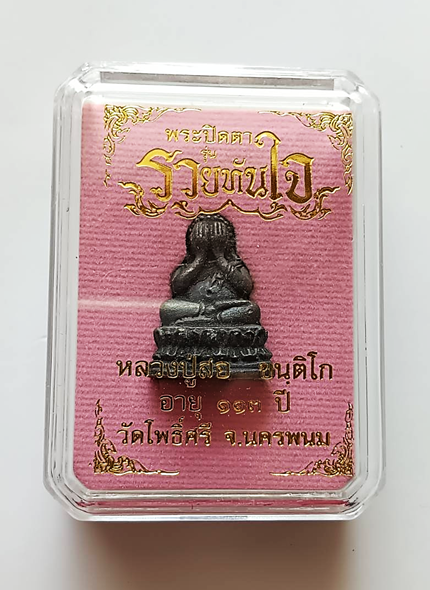 พระปิดตา
รุ่น
รวยทันใจ
หลวงปู่สอ ขันติโก
อายุ ๑๑๓ ปี
วัดโพธิ์ศรี จ.นครพนม